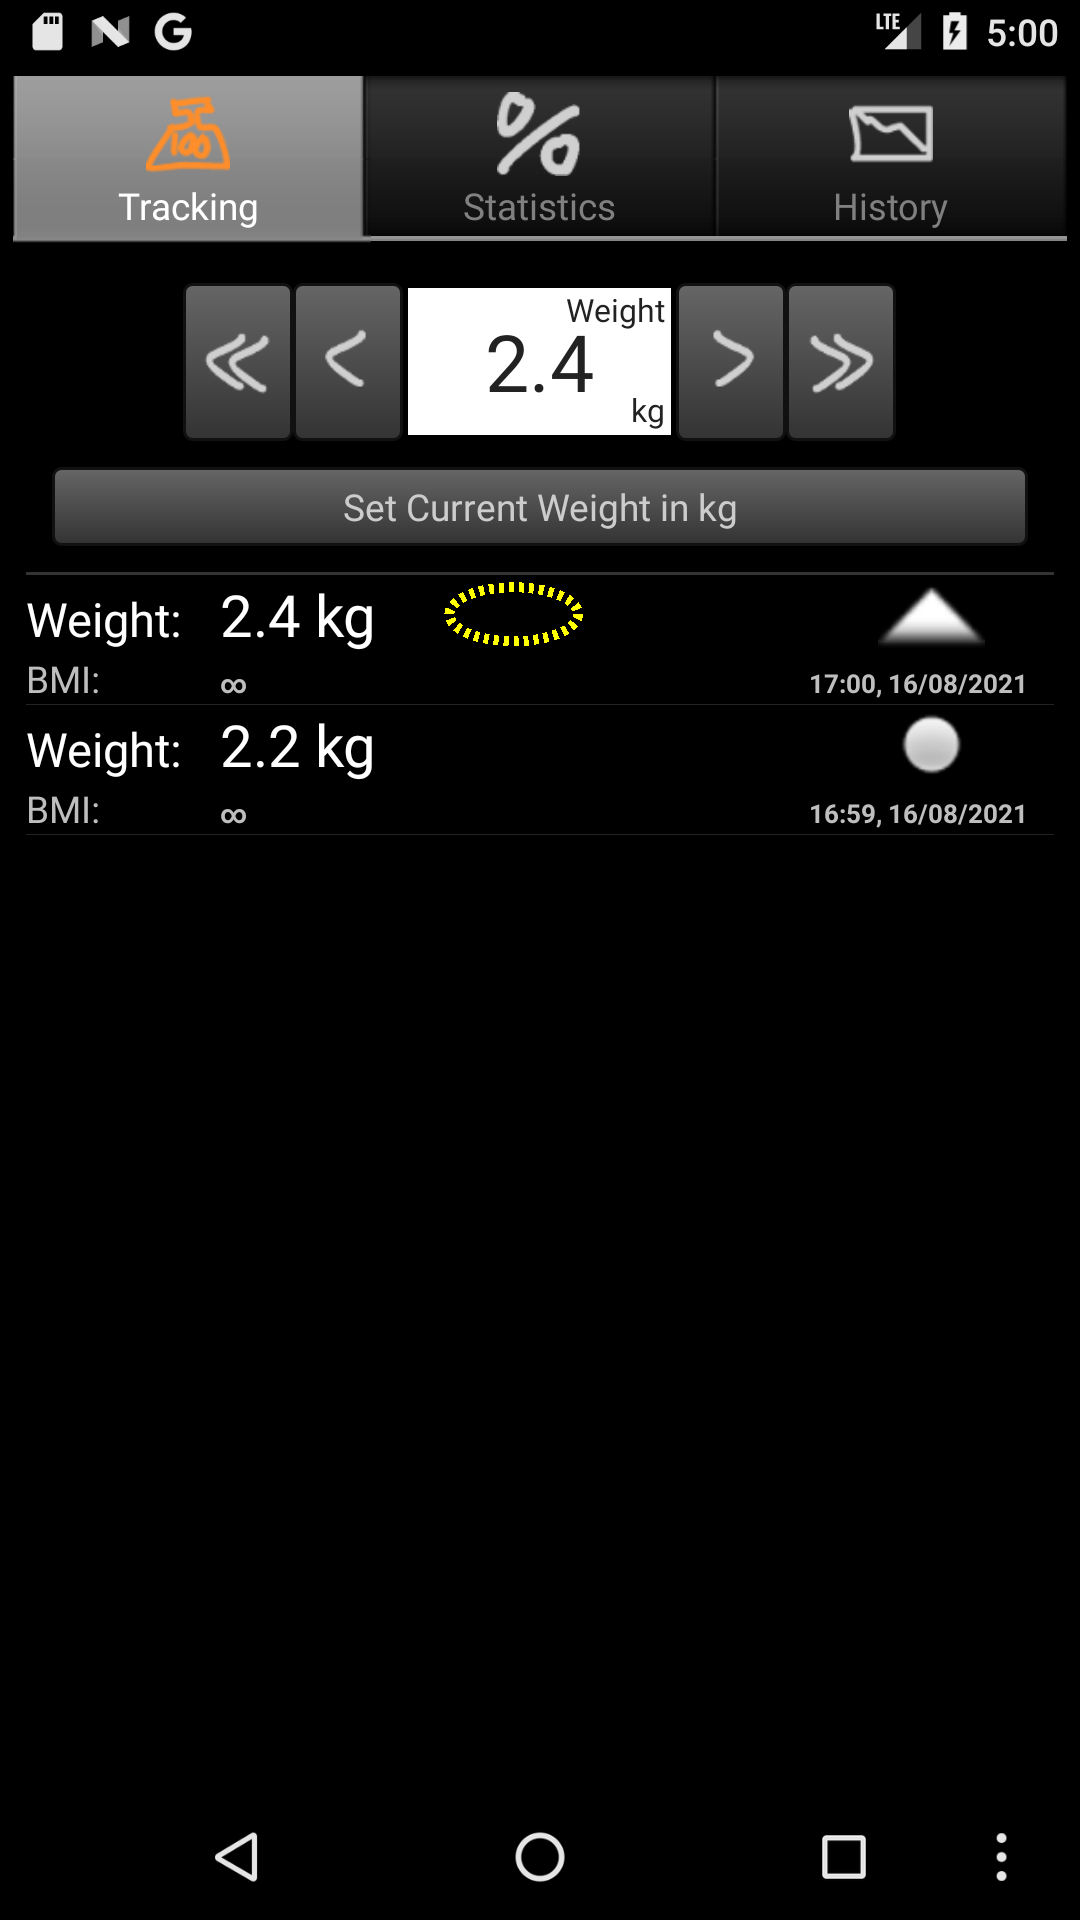 LTE 5:00
100
Tracking
%
Statistics
History
Weight
2.4
kg
Set Current Weight in kg
Weight: 2.4 kg
BMI: ∞
17:00, 16/08/2021
Weight: 2.2 kg
BMI: ∞
16:59, 16/08/2021